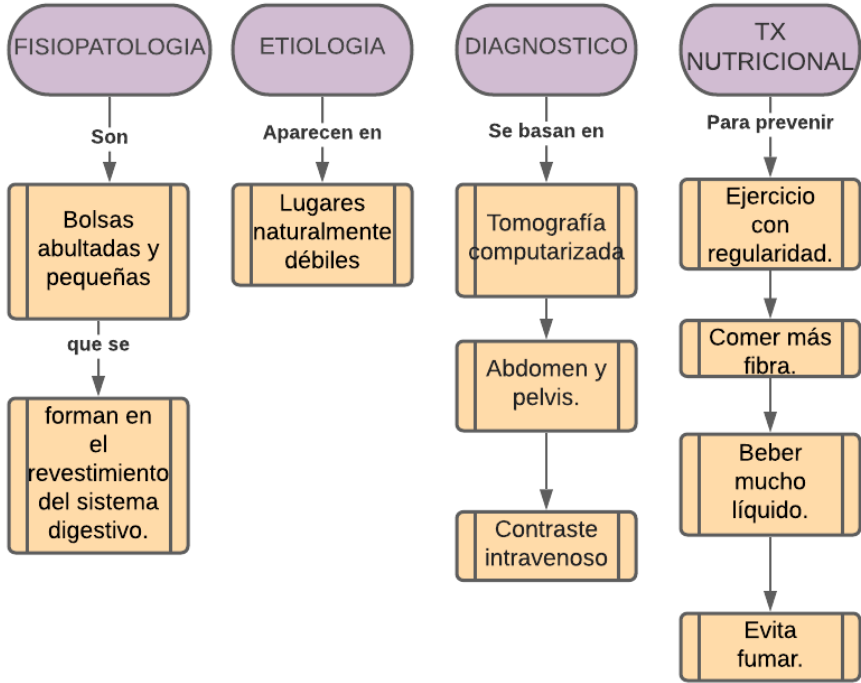 FISIOPATOLOGIA
Son
Bolsas
abultadas y
pequeñas
que se
forman en
el
revestimiento
del sistema
digestivo.
ETIOLOGIA
Aparecen en
Lugares
naturalmente
débiles
DIAGNOSTICO
Se basan en
Tomografía
computarizada
Abdomen y
pelvis.
Contraste
intravenoso
TX
NUTRICIONAL
Para prevenir
Ejercicio
con
regularidad.
Comer más
fibra.
Beber
mucho
líquido.
Evita
fumar.